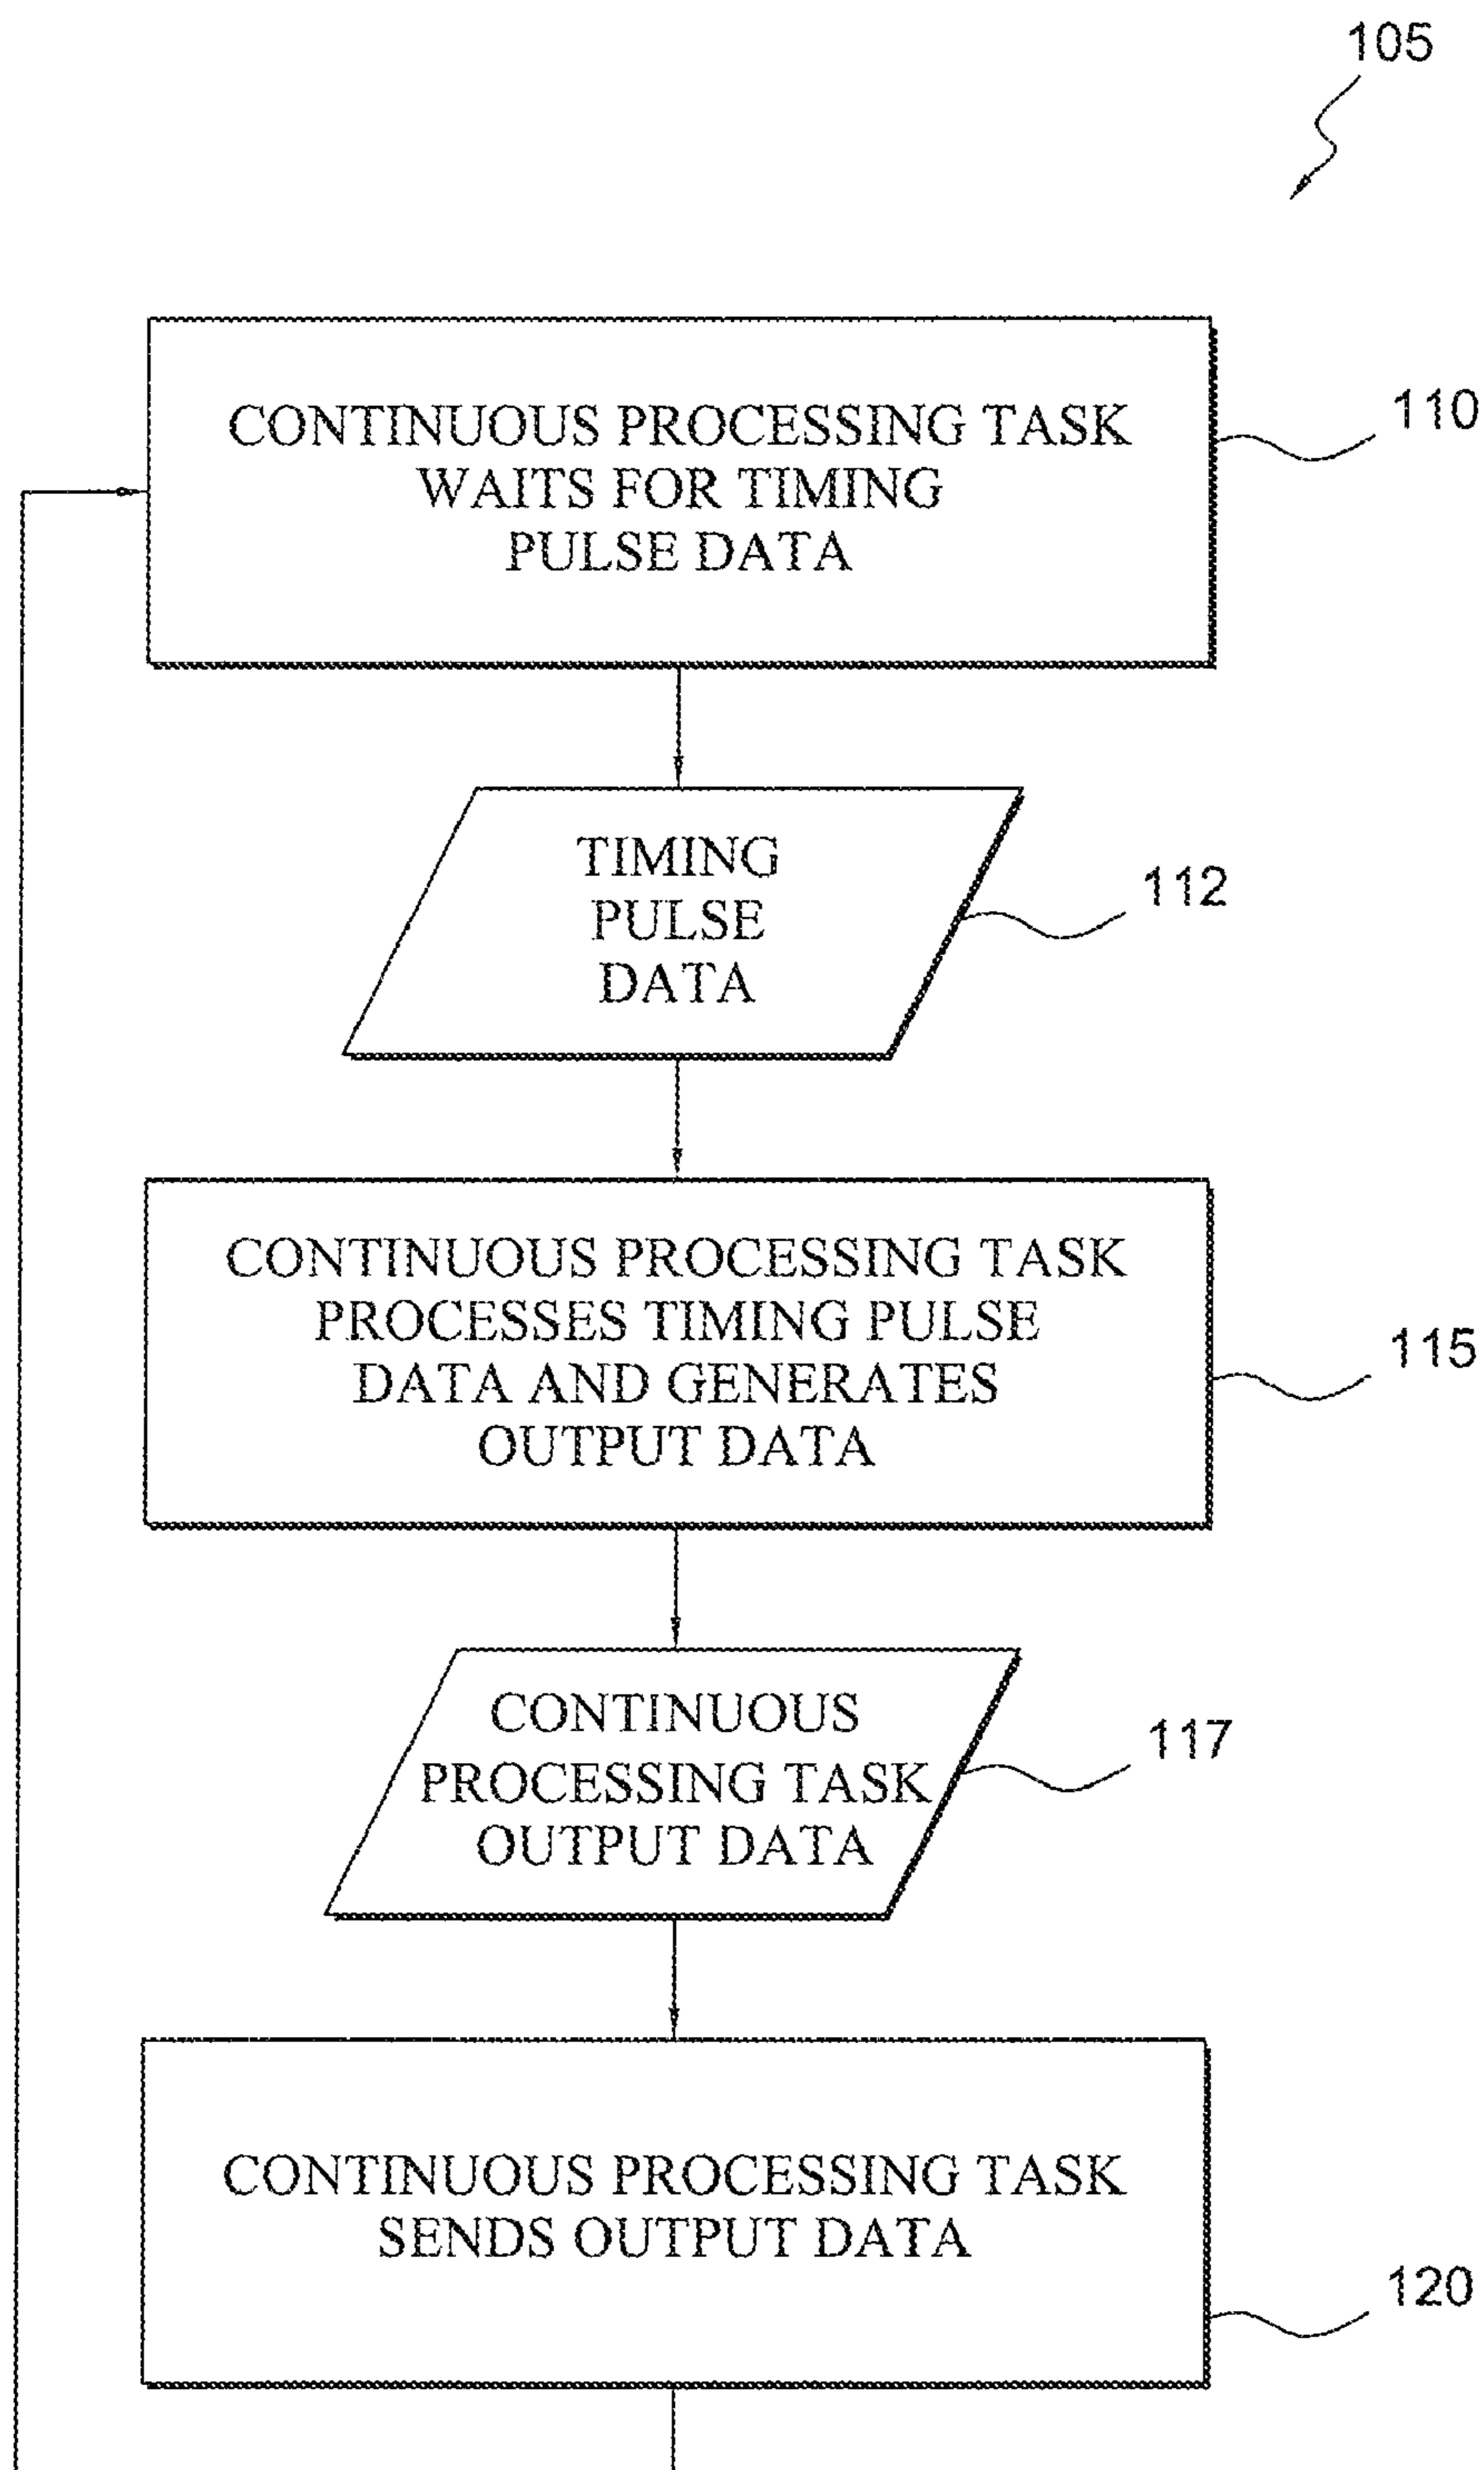 105
CONTINUOUS PROCESSING TASK
WAITS FOR TIMING
PULSE DATA
110
TIMING
PULSE
DATA
112
CONTINUOUS PROCESSING TASK
PROCESSES TIMING PULSE
DATA AND GENERATES
OUTPUT DATA
115
CONTINUOUS
PROCESSING TASK
OUTPUT DATA
117
CONTINUOUS PROCESSING TASK
SENDS OUTPUT DATA
120